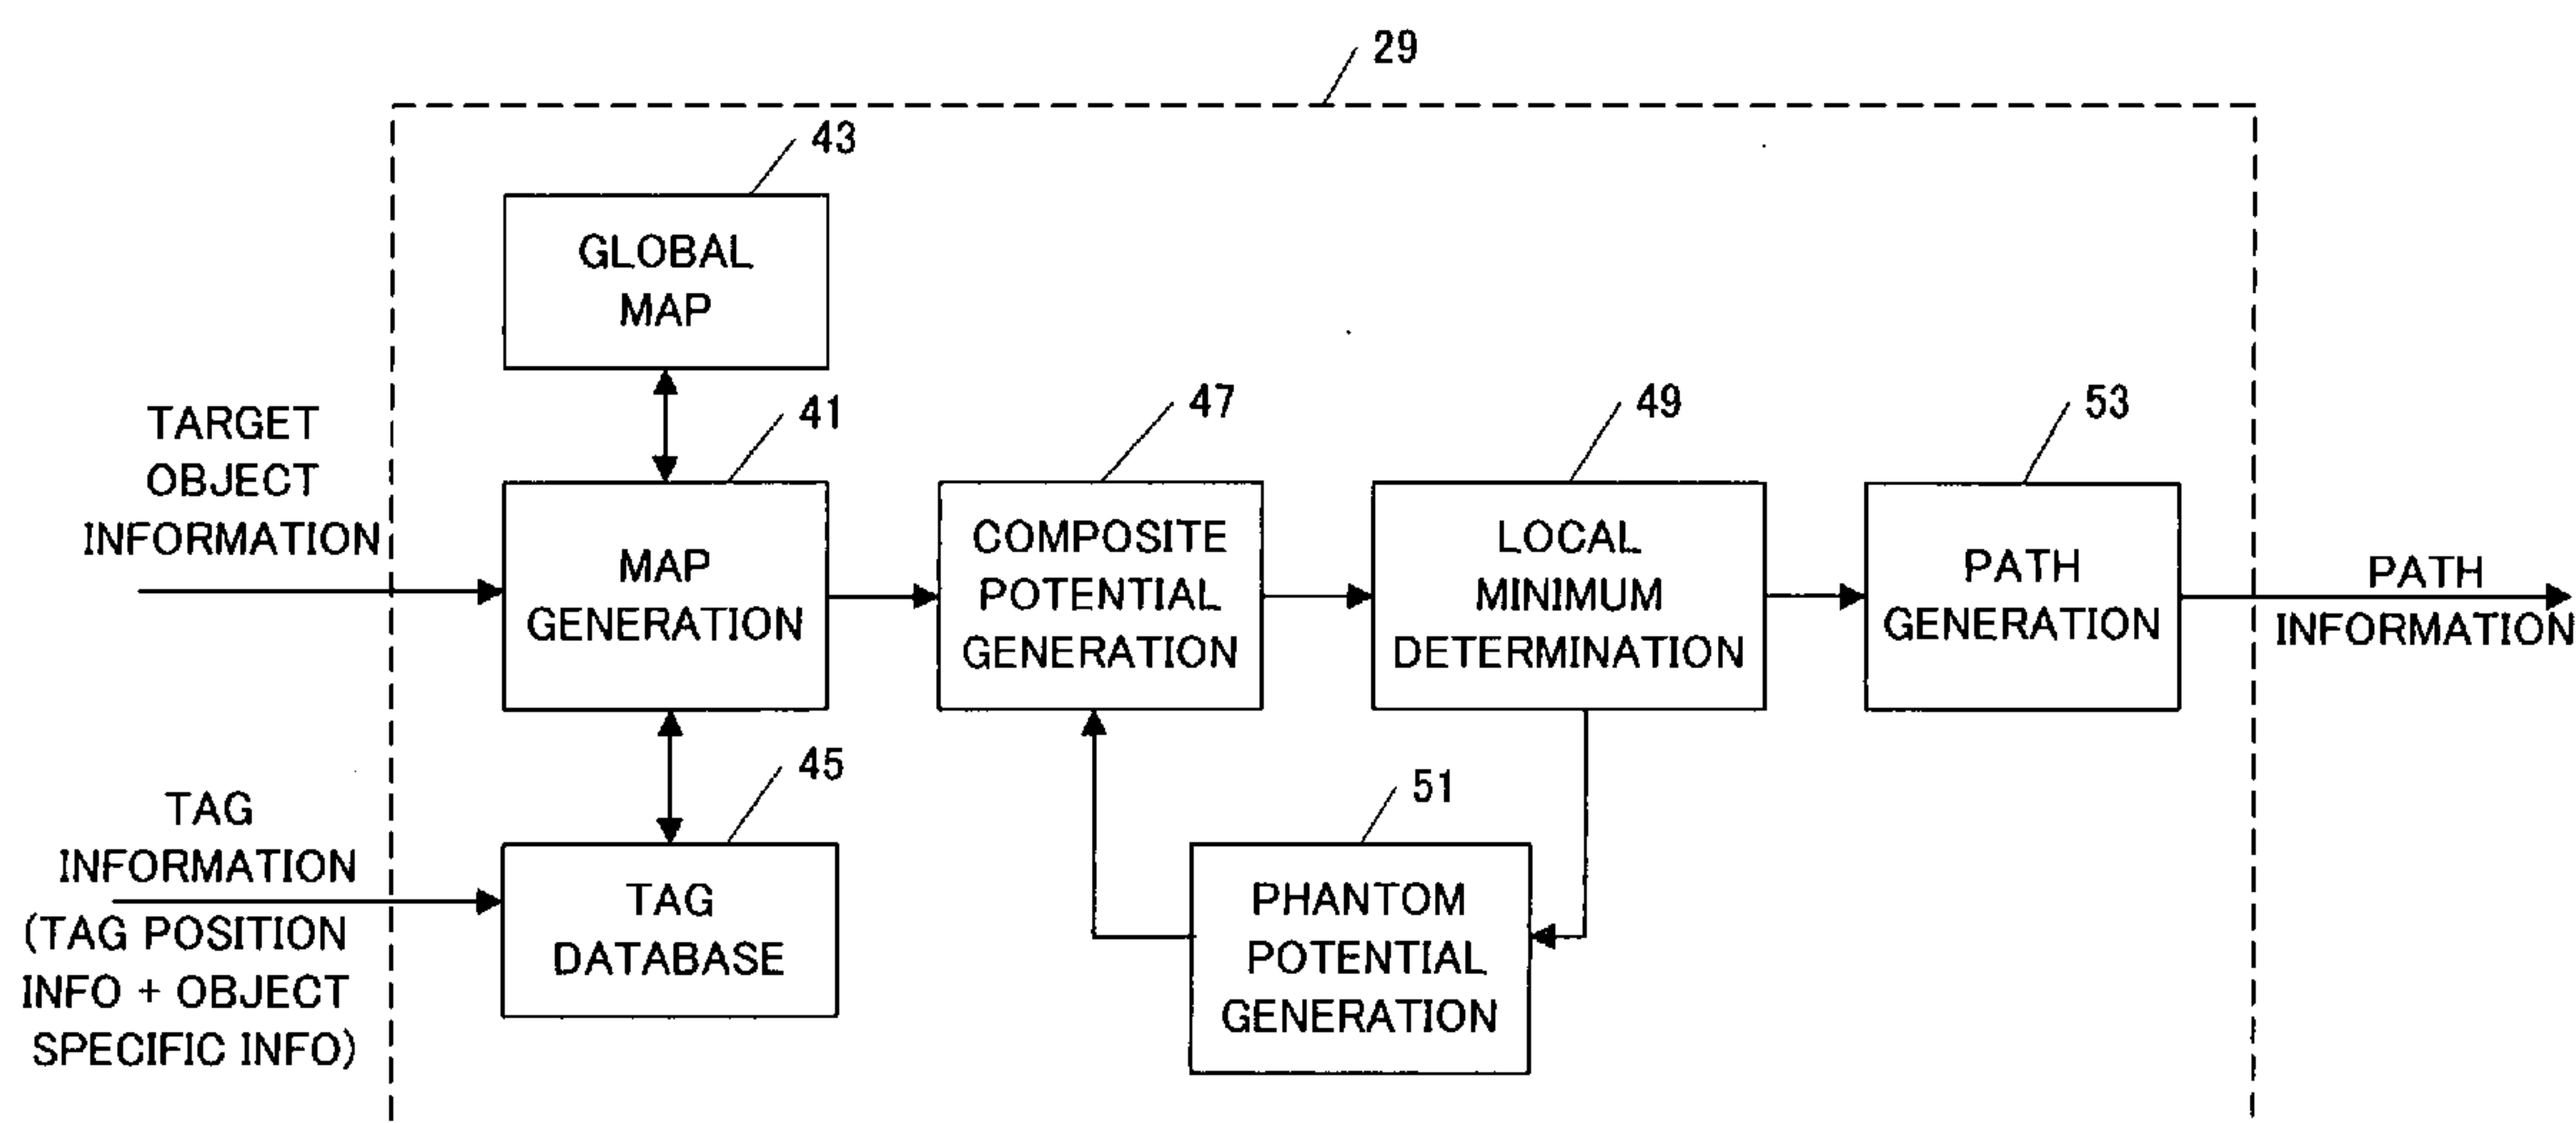 29
43
GLOBAL
MAP
TARGET
OBJECT
INFORMATION
41
MAP
GENERATION
47
COMPOSITE
POTENTIAL
GENERATION
49
LOCAL
MINIMUM
DETERMINATION
53
PATH
GENERATION
PATH
INFORMATION
TAG
INFORMATION
(TAG POSITION
INFO + OBJECT
SPECIFIC INFO)
45
TAG
DATABASE
51
PHANTOM
POTENTIAL
GENERATION